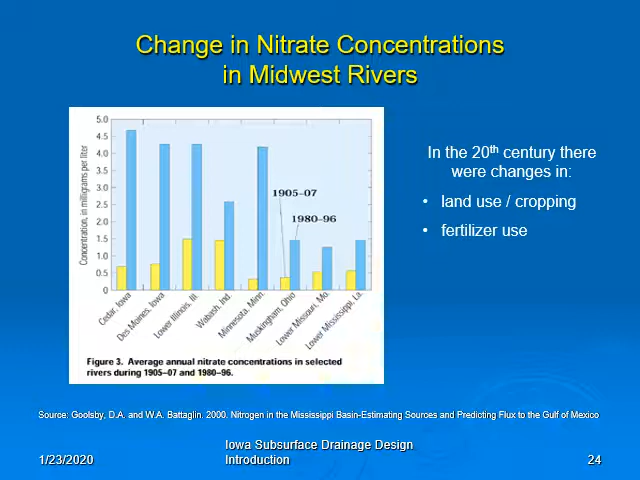 Change in Nitrate Concentrations
in Midwest Rivers
Concentration, in milligrams per liter
5.0
4.5
4.0
3.5
3.0
2.5
2.0
1.5
1.0
0.5
0
1905-07
1980-96
Cedar, Iowa
Des Moines, Iowa
Lower Illinois, Ill.
Wabash, Ind.
Minnesota, Minn.
Muskingham, Ohio
Lower Missouri, Mo.
Lower Mississippi, La.
Figure 3. Average annual nitrate concentrations in selected
rivers during 1905–07 and 1980–96.
In the 20th century there
were changes in:
• land use / cropping
• fertilizer use
Source: Goolsby, D.A. and W.A. Battaglin. 2000. Nitrogen in the Mississippi Basin-Estimating Sources and Predicting Flux to the Gulf of Mexico
1/23/2020
Iowa Subsurface Drainage Design
Introduction
24